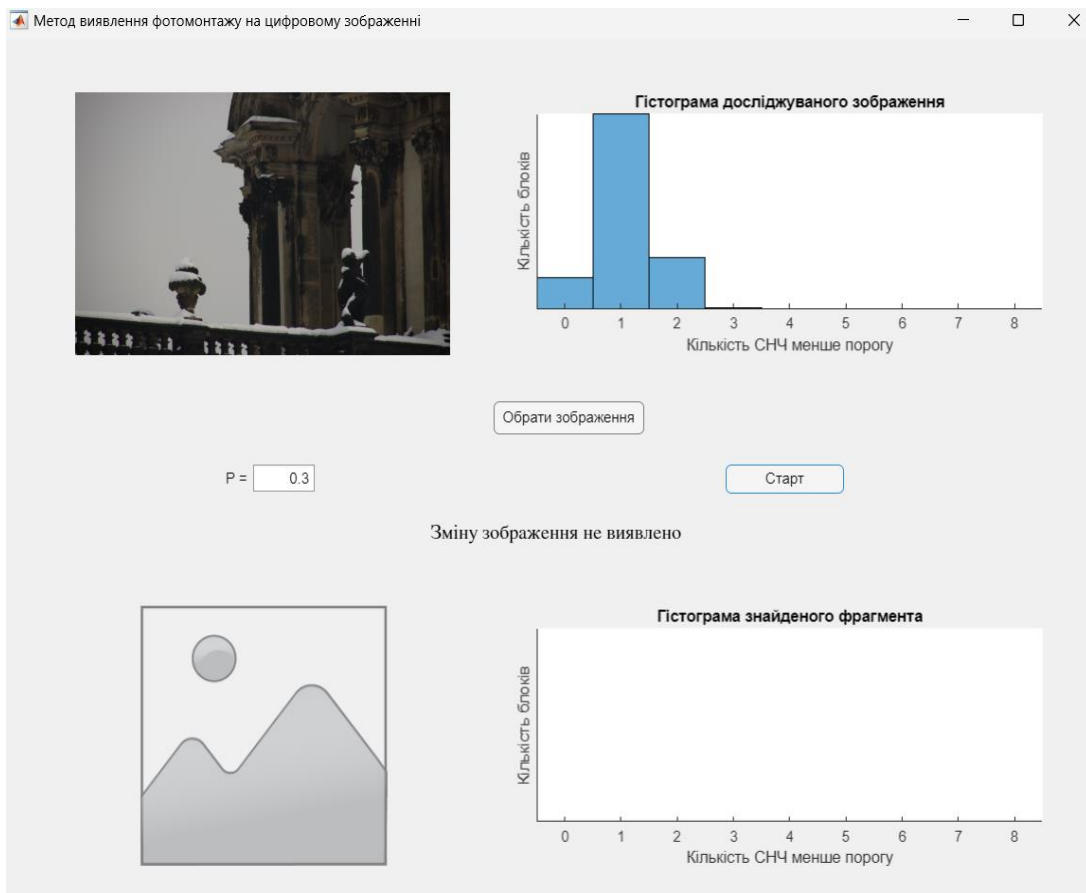 Метод виявлення фотомонтажу на цифровому зображенні
Гістограма досліджуваного зображення
Кількість блоків
0 1 2 3 4 5 6 7 8
Кількість СНЧ менше порогу
Обрати зображення
P = 0.3
Старт
Зміну зображення не виявлено
Гістограма знайденого фрагмента
Кількість блоків
0 1 2 3 4 5 6 7 8
Кількість СНЧ менше порогу